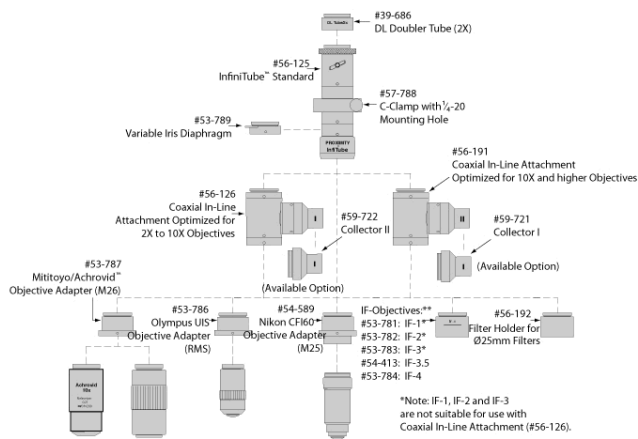 #39-686
DL Doubler Tube (2X)
#56-125
InfiniTube™ Standard
#57-788
C-Clamp with ¼-20
Mounting Hole
#53-789
Variable Iris Diaphragm
PROXIMITY
InfiniTube
#56-191
Coaxial In-Line Attachment
Optimized for 10X and higher Objectives
#56-126
Coaxial In-Line
Attachment Optimized for
2X to 10X Objectives
I
II
#59-722
Collector II
#59-721
Collector I
I
I
(Available Option)
(Available Option)
#53-787
Mititoyo/Achrovid™
Objective Adapter (M26)
#53-786
Olympus UIS
Objective Adapter
(RMS)
#54-589
Nikon CFI60
Objective Adapter
(M25)
IF-Objectives:**
#53-781: IF-1*
#53-782: IF-2*
#53-783: IF-3*
#54-413: IF-3.5
#53-784: IF-4
#56-192
Filter Holder for
Ø25mm Filters
Achrovid
10x
*Note: IF-1, IF-2 and IF-3
are not suitable for use with
Coaxial In-Line Attachment (#56-126).